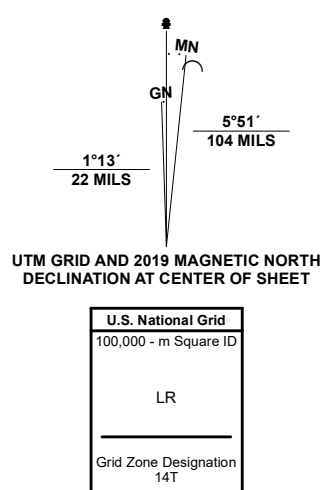 MN
GN
5°51´
104 MILS
1°13´
22 MILS
UTM GRID AND 2019 MAGNETIC NORTH
DECLINATION AT CENTER OF SHEET
U.S. National Grid
100,000 - m Square ID
LR
Grid Zone Designation
14T